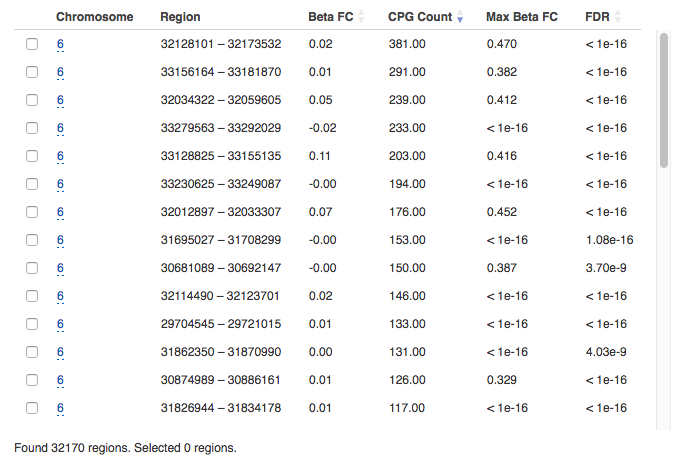 Chromosome Region Beta FC CPG Count Max Beta FC FDR
6 32128101 – 32173532 0.02 381.00 0.470 < 1e-16
6 33156164 – 33181870 0.01 291.00 0.382 < 1e-16
6 32034322 – 32059605 0.05 239.00 0.412 < 1e-16
6 33279563 – 33292029 -0.02 233.00 < 1e-16 < 1e-16
6 33128825 – 33155135 0.11 203.00 0.416 < 1e-16
6 33230625 – 33249087 -0.00 194.00 < 1e-16 < 1e-16
6 32012897 – 32033307 0.07 176.00 0.452 < 1e-16
6 31695027 – 31708299 -0.00 153.00 < 1e-16 1.08e-16
6 30681089 – 30692147 -0.00 150.00 0.387 3.70e-9
6 32114490 – 32123701 0.02 146.00 < 1e-16 < 1e-16
6 29704545 – 29721015 0.01 133.00 < 1e-16 < 1e-16
6 31862350 – 31870990 0.00 131.00 < 1e-16 4.03e-9
6 30874989 – 30886161 0.01 126.00 0.329 < 1e-16
6 31826944 – 31834178 0.01 117.00 < 1e-16 < 1e-16
Found 32170 regions. Selected 0 regions.